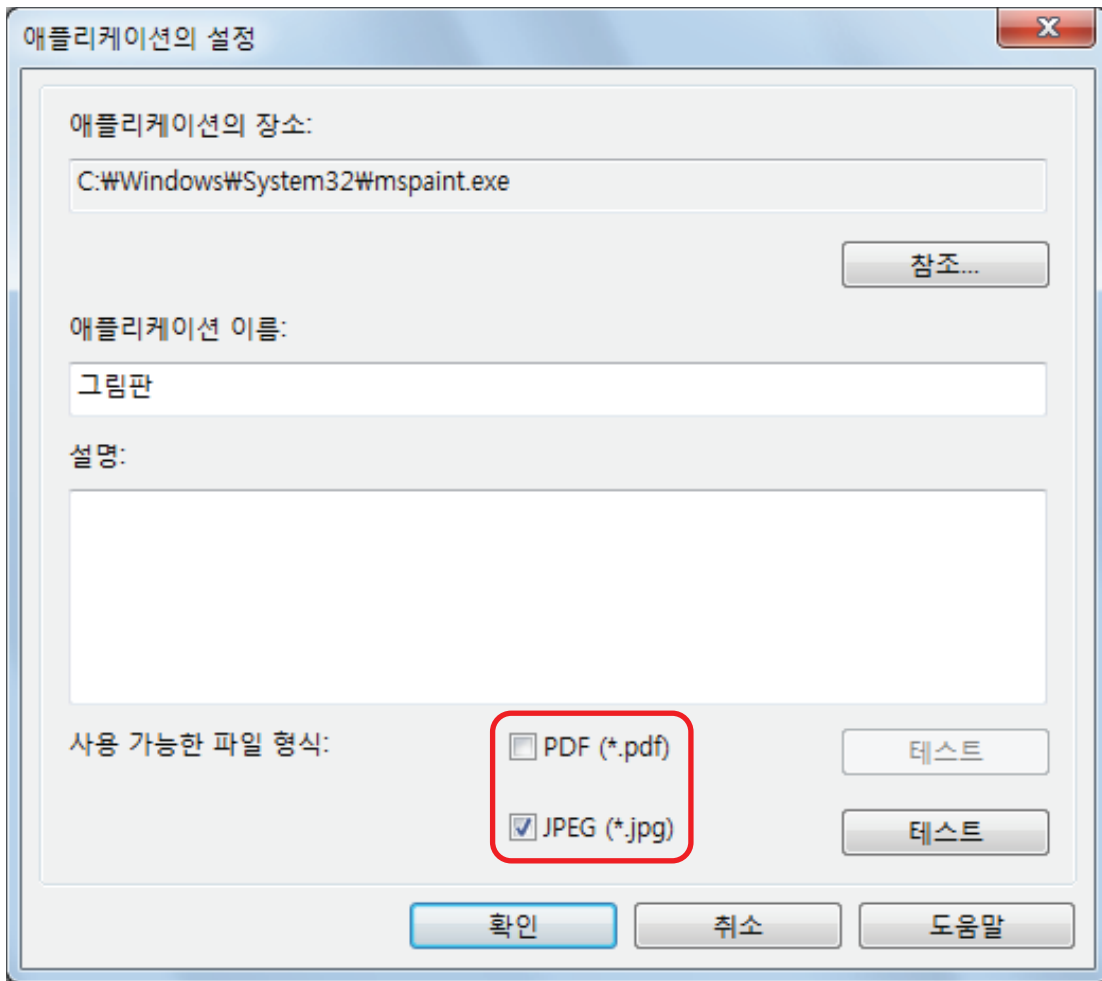 애플리케이션의 설정
애플리케이션의 장소:
C:₩Windows₩System32₩mspaint.exe
참조...
애플리케이션 이름:
그림판
설명:
사용 가능한 파일 형식:
PDF (*.pdf)
테스트
JPEG (*.jpg)
테스트
확인
취소
도움말